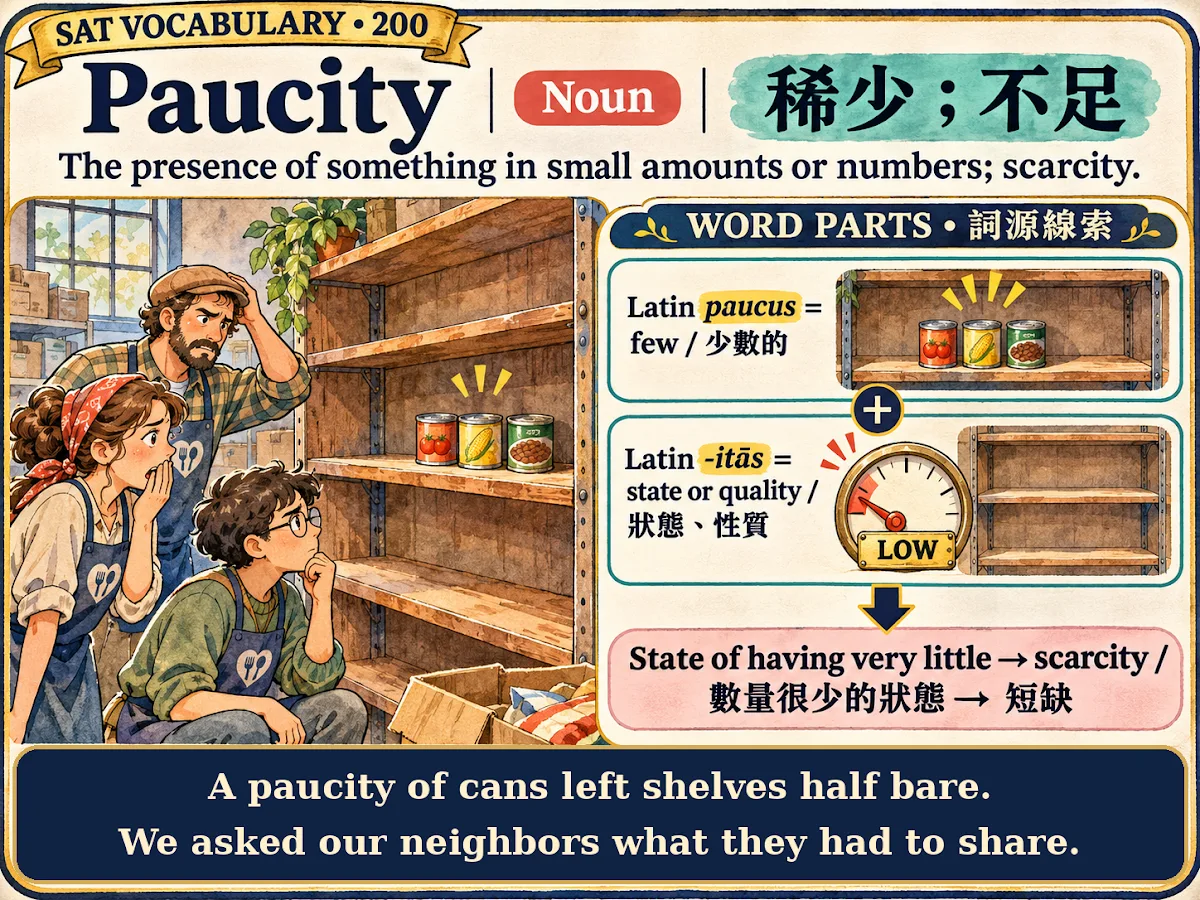 SAT VOCABULARY • 200
Paucity
Noun
稀少；不足
The presence of something in small amounts or numbers; scarcity.
WORD PARTS • 詞源線索
Latin paucus =
few / 少數的
+
Latin -itās =
state or quality /
狀態、性質
LOW
State of having very little → scarcity /
數量很少的狀態 → 短缺
A paucity of cans left shelves half bare.
We asked our neighbors what they had to share.